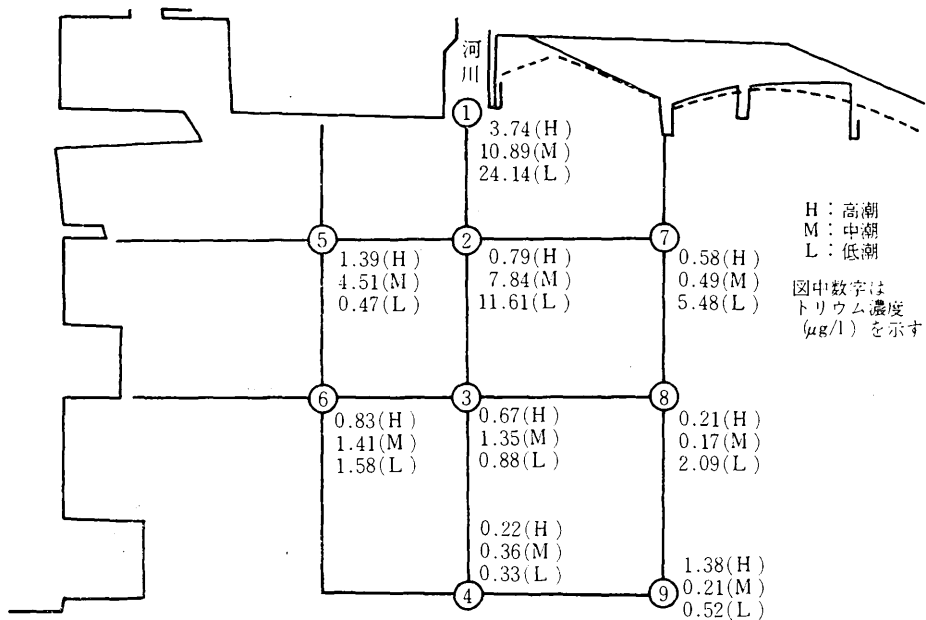 河川
①
3.74(H)
10.89(M)
24.14(L)
⑤
②
⑦
1.39(H)
4.51(M)
0.47(L)
0.79(H)
7.84(M)
11.61(L)
0.58(H)
0.49(M)
5.48(L)
H：高潮
M：中潮
L：低潮
図中数字は
トリウム濃度
(μg/l) を示す
⑥
③
⑧
0.83(H)
1.41(M)
1.58(L)
0.67(H)
1.35(M)
0.88(L)
0.21(H)
0.17(M)
2.09(L)
0.22(H)
0.36(M)
0.33(L)
④
⑨
1.38(H)
0.21(M)
0.52(L)